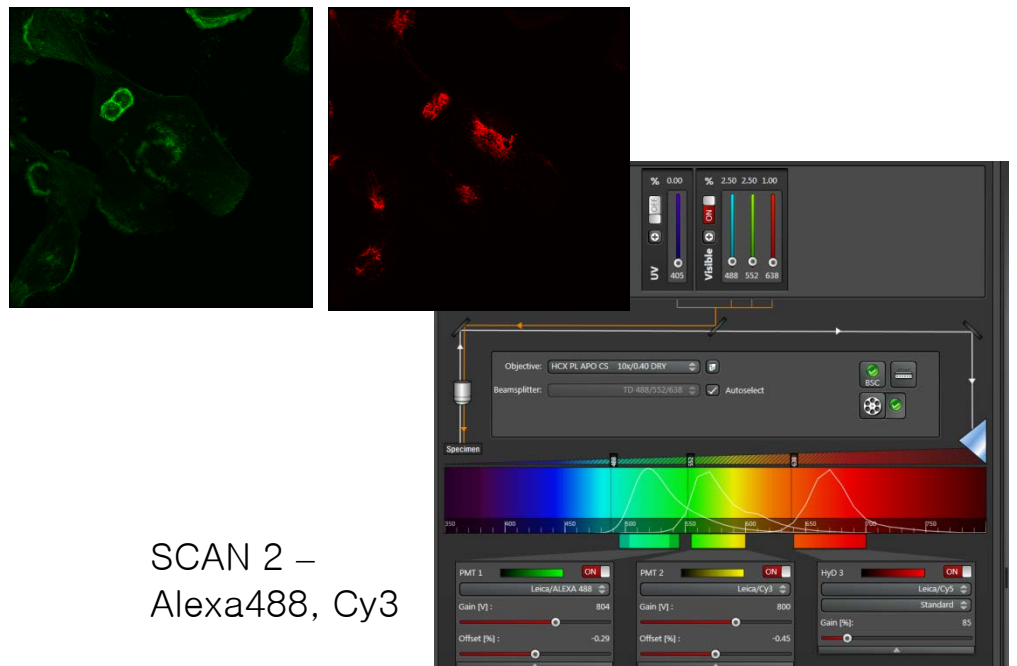 % 0.00 % 2.50 2.50 1.00
OFF ON
UV Visible
405 488 552 638
Objective: HCX PL APO CS 10x/0.40 DRY
BSC
Beamsplitter: TD 488/552/638 Autoselect
Specimen
488 552 638
350 400 450 500 550 600 650 700 750
PMT 1 ON PMT 2 ON HyD 3 ON
Leica/ALEXA 488 Leica/Cy3 Leica/Cy5
Standard
Gain [V] : 804 Gain [V] : 800 Gain [%]: 85
Offset [%] : -0.29 Offset [%] : -0.45
SCAN 2 –
Alexa488, Cy3